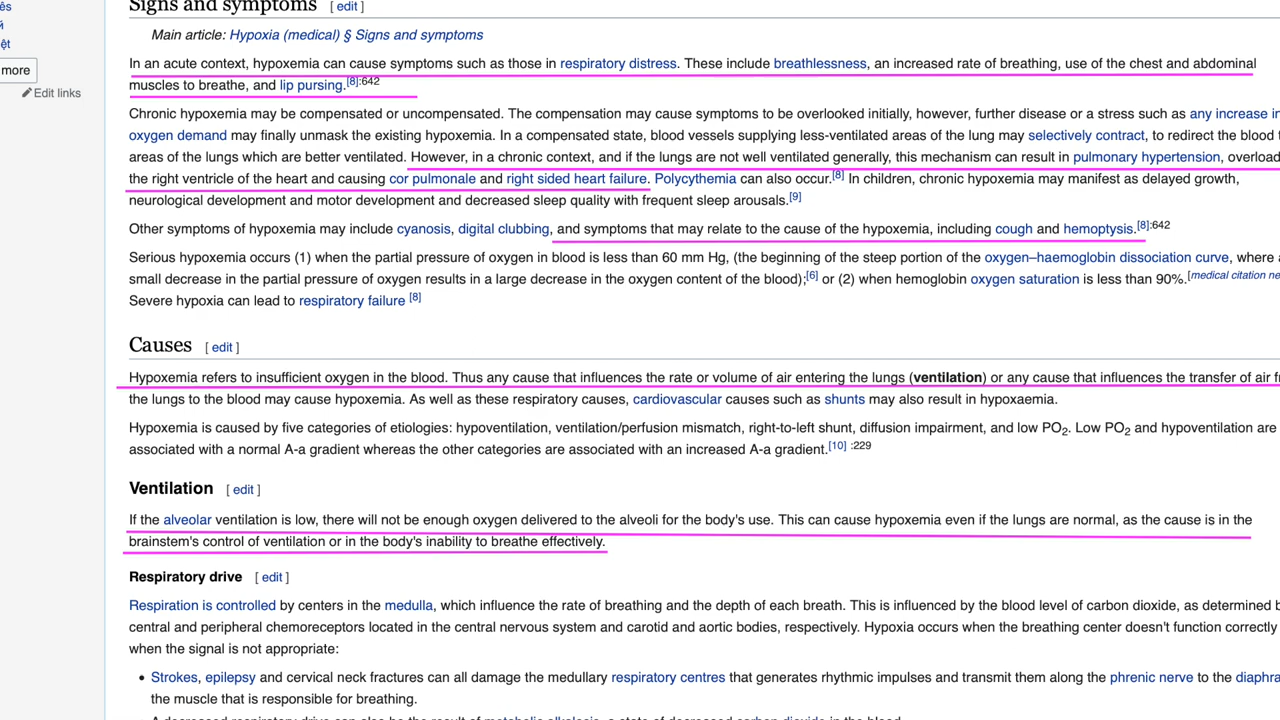 ês
й
ệt
more
Edit links
Signs and symptoms [ edit ]
Main article: Hypoxia (medical) § Signs and symptoms
In an acute context, hypoxemia can cause symptoms such as those in respiratory distress. These include breathlessness, an increased rate of breathing, use of the chest and abdominal
muscles to breathe, and lip pursing.[8]:642
Chronic hypoxemia may be compensated or uncompensated. The compensation may cause symptoms to be overlooked initially, however, further disease or a stress such as any increase in
oxygen demand may finally unmask the existing hypoxemia. In a compensated state, blood vessels supplying less-ventilated areas of the lung may selectively contract, to redirect the blood
areas of the lungs which are better ventilated. However, in a chronic context, and if the lungs are not well ventilated generally, this mechanism can result in pulmonary hypertension, overload
the right ventricle of the heart and causing cor pulmonale and right sided heart failure. Polycythemia can also occur.[8] In children, chronic hypoxemia may manifest as delayed growth,
neurological development and motor development and decreased sleep quality with frequent sleep arousals.[9]
Other symptoms of hypoxemia may include cyanosis, digital clubbing, and symptoms that may relate to the cause of the hypoxemia, including cough and hemoptysis.[8]:642
Serious hypoxemia occurs (1) when the partial pressure of oxygen in blood is less than 60 mm Hg, (the beginning of the steep portion of the oxygen–haemoglobin dissociation curve, where a
small decrease in the partial pressure of oxygen results in a large decrease in the oxygen content of the blood);[6] or (2) when hemoglobin oxygen saturation is less than 90%.[medical citation ne
Severe hypoxia can lead to respiratory failure [8]
Causes [ edit ]
Hypoxemia refers to insufficient oxygen in the blood. Thus any cause that influences the rate or volume of air entering the lungs (ventilation) or any cause that influences the transfer of air fr
the lungs to the blood may cause hypoxemia. As well as these respiratory causes, cardiovascular causes such as shunts may also result in hypoxaemia.
Hypoxemia is caused by five categories of etiologies: hypoventilation, ventilation/perfusion mismatch, right-to-left shunt, diffusion impairment, and low PO2. Low PO2 and hypoventilation are
associated with a normal A-a gradient whereas the other categories are associated with an increased A-a gradient.[10] :229
Ventilation [ edit ]
If the alveolar ventilation is low, there will not be enough oxygen delivered to the alveoli for the body's use. This can cause hypoxemia even if the lungs are normal, as the cause is in the
brainstem's control of ventilation or in the body's inability to breathe effectively.
Respiratory drive [ edit ]
Respiration is controlled by centers in the medulla, which influence the rate of breathing and the depth of each breath. This is influenced by the blood level of carbon dioxide, as determined b
central and peripheral chemoreceptors located in the central nervous system and carotid and aortic bodies, respectively. Hypoxia occurs when the breathing center doesn't function correctly
when the signal is not appropriate:
• Strokes, epilepsy and cervical neck fractures can all damage the medullary respiratory centres that generates rhythmic impulses and transmit them along the phrenic nerve to the diaphra
the muscle that is responsible for breathing.
A decreased respiratory drive can also be the result of metabolic alkalosis, a state of decreased carbon dioxide in the blood